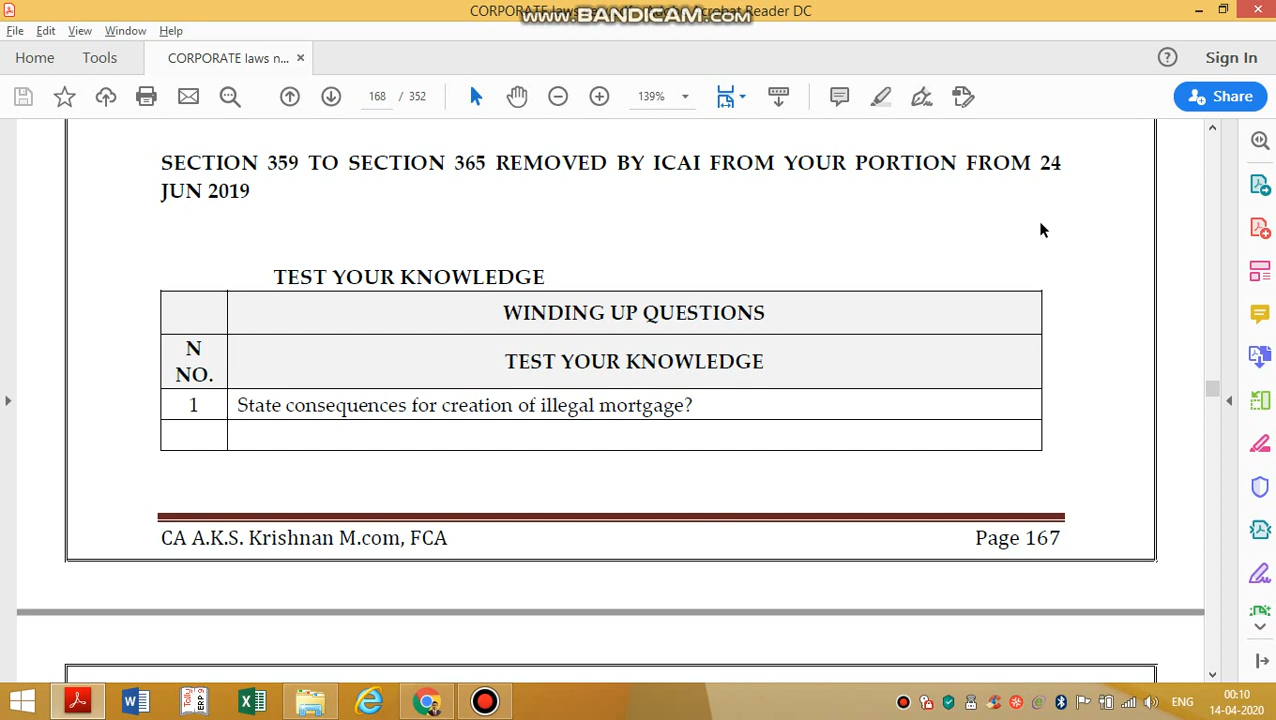 CORPORATE laws
www.BANDICAM.com
Reader DC
File Edit View Window Help
Home Tools CORPORATE laws n... × Sign In
168 / 352 139% Share
SECTION 359 TO SECTION 365 REMOVED BY ICAI FROM YOUR PORTION FROM 24
JUN 2019
TEST YOUR KNOWLEDGE
WINDING UP QUESTIONS
N
NO.
TEST YOUR KNOWLEDGE
1 State consequences for creation of illegal mortgage?
CA A.K.S. Krishnan M.com, FCA Page 167
ENG 00:10
14-04-2020